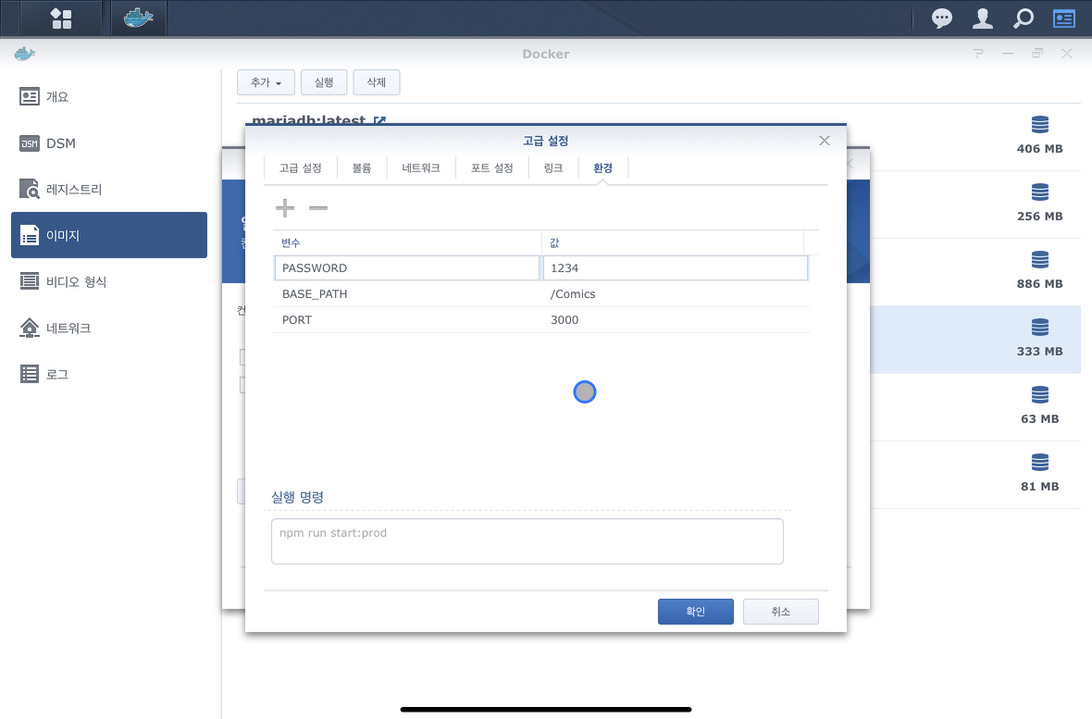 Docker
개요
DSM
DSM
레지스트리
이미지
비디오 형식
네트워크
로그
추가
실행
삭제
mariadb:latest
406 MB
256 MB
886 MB
333 MB
63 MB
81 MB
고급 설정
고급 설정
볼륨
네트워크
포트 설정
링크
환경
변수
값
PASSWORD
1234
BASE_PATH
/Comics
PORT
3000
실행 명령
npm run start:prod
확인
취소